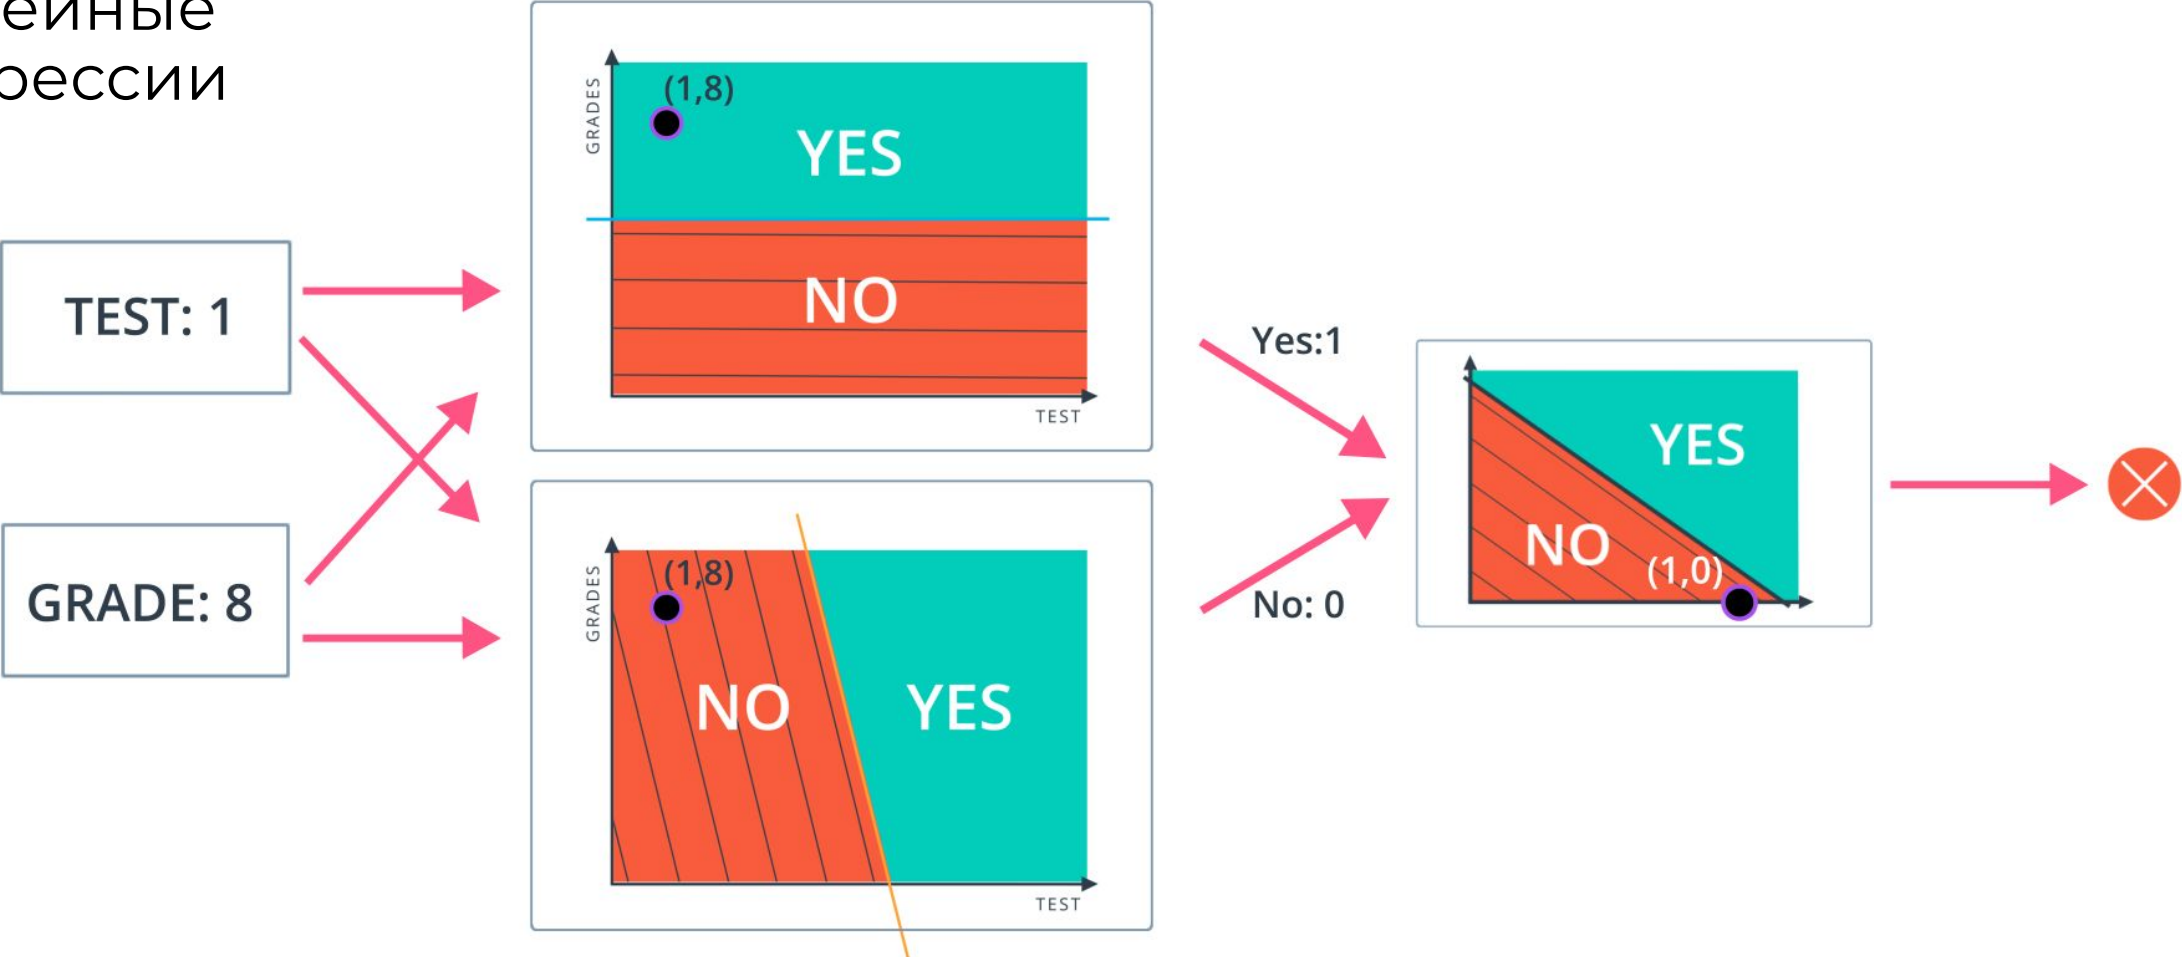 ейные
рессии
TEST: 1
GRADE: 8
GRADES
(1,8)
YES
NO
TEST
GRADES
(1,8)
NO
YES
TEST
Yes:1
No: 0
YES
NO
(1,0)